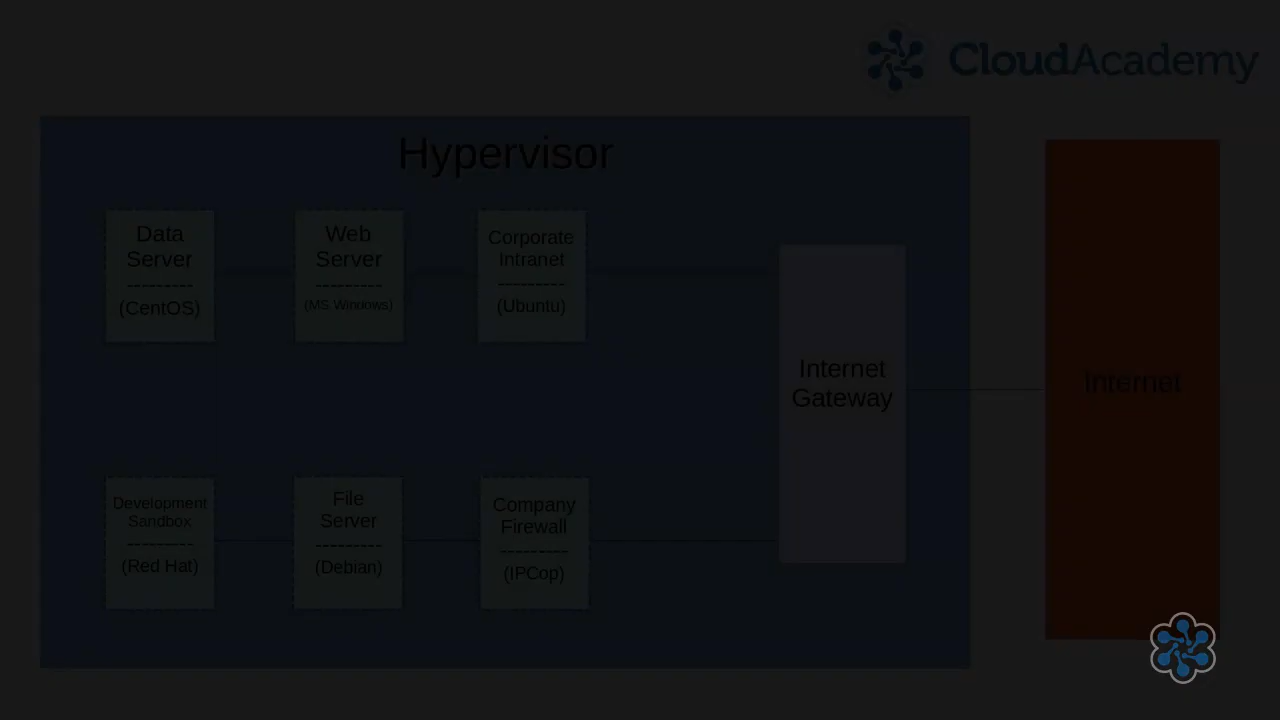 CloudAcademy
Hypervisor
Data
Server
----------
(CentOS)
Web
Server
----------
(MS Windows)
Corporate
Intranet
----------
(Ubuntu)
Internet
Gateway
Internet
Development
Sandbox
----------
(Red Hat)
File
Server
----------
(Debian)
Company
Firewall
----------
(IPCop)